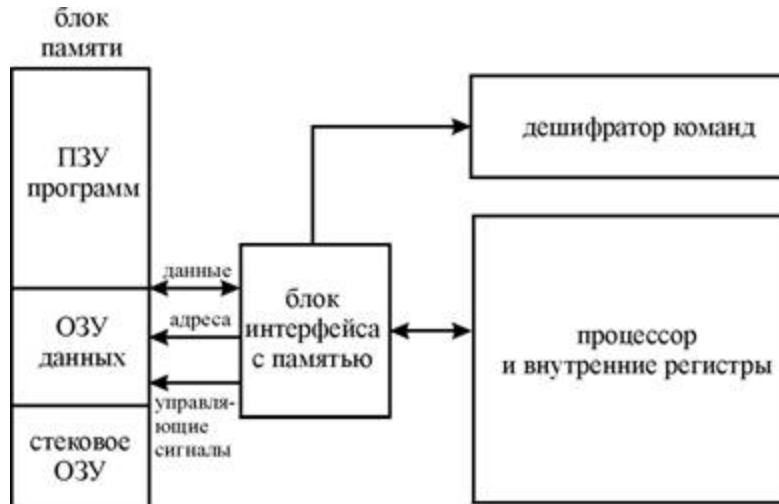 блок
памяти
ПЗУ
программ
ОЗУ
данных
стековое
ОЗУ
данные
адреса
управля-
ющие
сигналы
блок
интерфейса
с памятью
дешифратор команд
процессор
и внутренние регистры